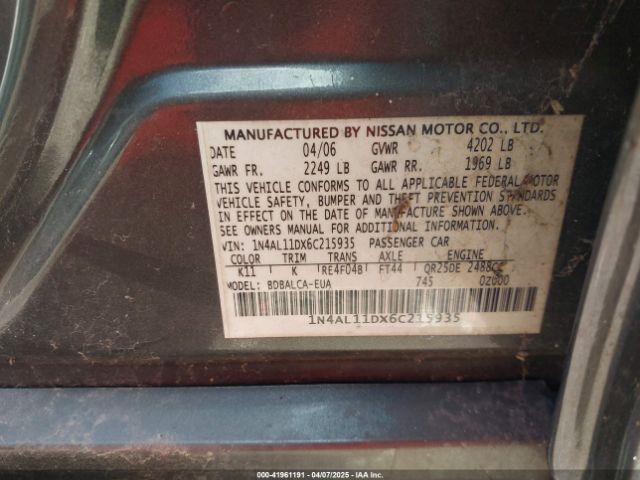 MANUFACTURED BY NISSAN MOTOR CO., LTD.
DATE 04/06 GVWR 4202 LB
GAWR FR. 2249 LB GAWR RR. 1969 LB
THIS VEHICLE CONFORMS TO ALL APPLICABLE FEDERAL MOTOR
VEHICLE SAFETY, BUMPER AND THEFT PREVENTION STANDARDS
IN EFFECT ON THE DATE OF MANUFACTURE SHOWN ABOVE.
SEE OWNERS MANUAL FOR ADDITIONAL INFORMATION
VIN: 1N4AL11DX6C215935 PASSENGER CAR
COLOR TRIM TRANS AXLE ENGINE
K11 K RE4F04B FT44 QR25DE 2488CC
MODEL: BDBALCA-EUA 745 0Z000
1N4AL11DX6C215935
000-41961191 - 04/07/2025 - IAA Inc.